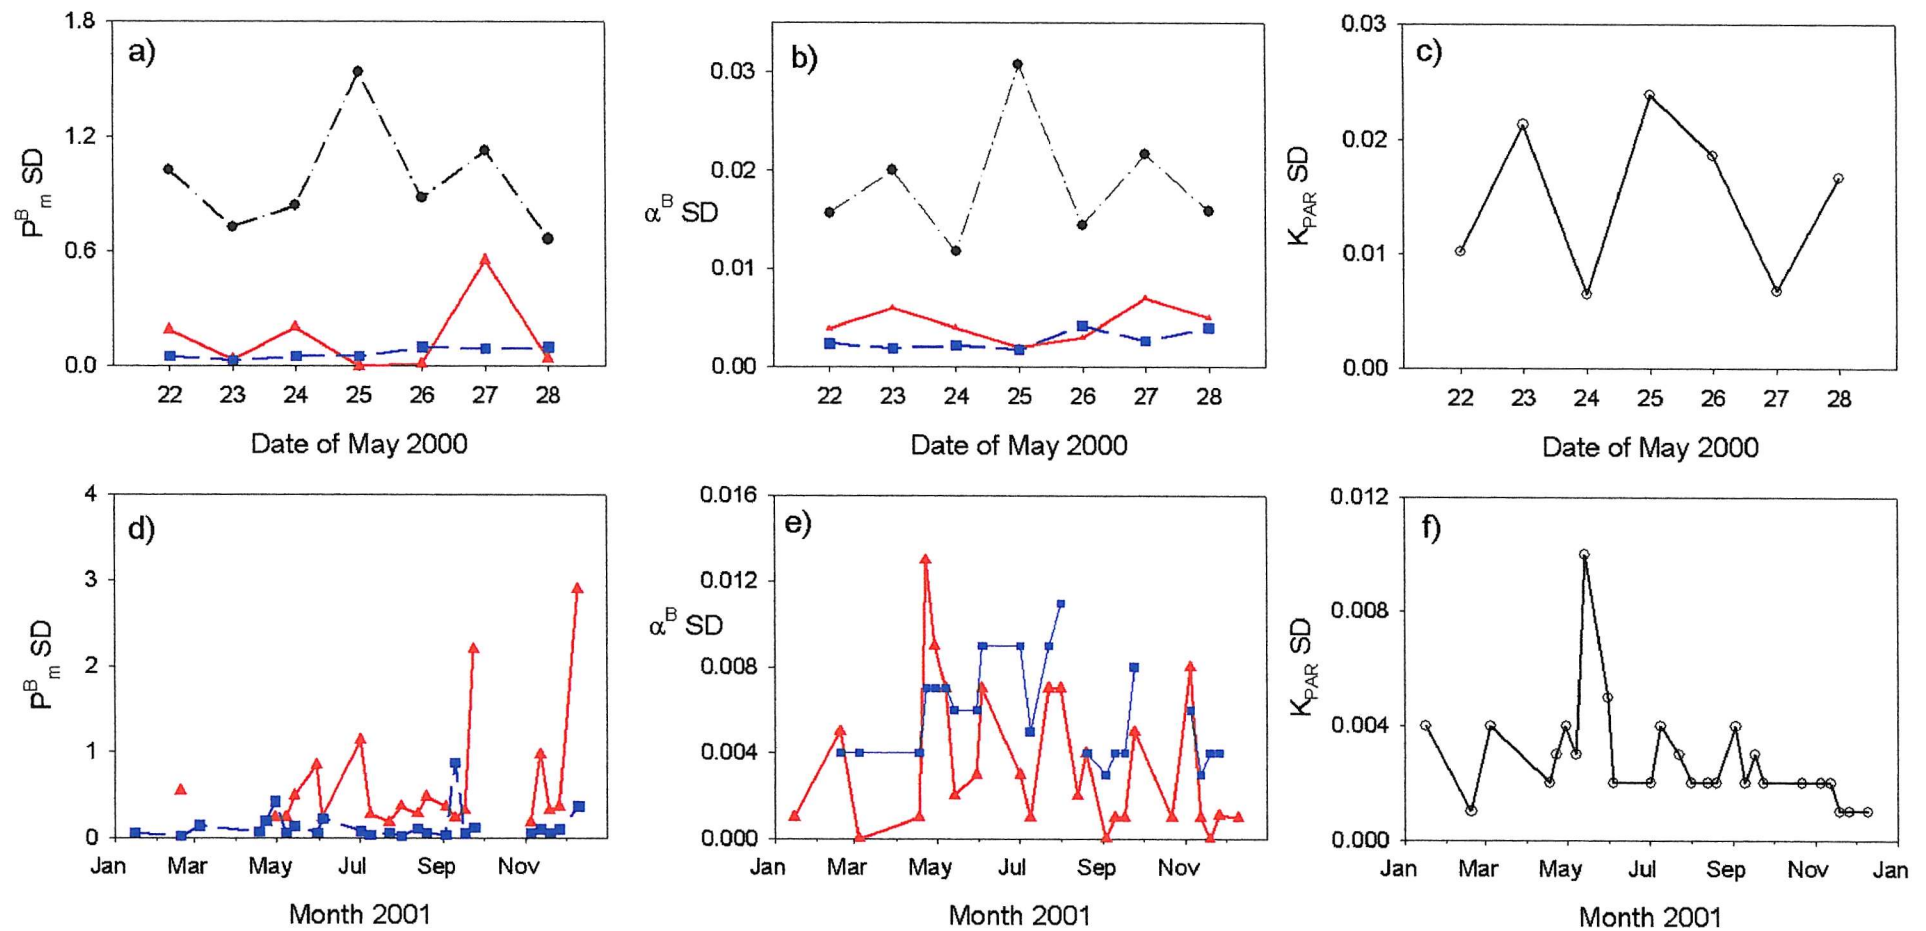 a)
1.8
1.2
0.6
0.0
P^B_m SD
22 23 24 25 26 27 28
Date of May 2000
b)
0.03
0.02
0.01
0.00
α^B SD
22 23 24 25 26 27 28
Date of May 2000
c)
0.03
0.02
0.01
0.00
K_PAR SD
22 23 24 25 26 27 28
Date of May 2000
d)
4
3
2
1
0
P^B_m SD
Jan Mar May Jul Sep Nov
Month 2001
e)
0.016
0.012
0.008
0.004
0.000
α^B SD
Jan Mar May Jul Sep Nov
Month 2001
f)
0.012
0.008
0.004
0.000
K_PAR SD
Jan Mar May Jul Sep Nov Jan
Month 2001